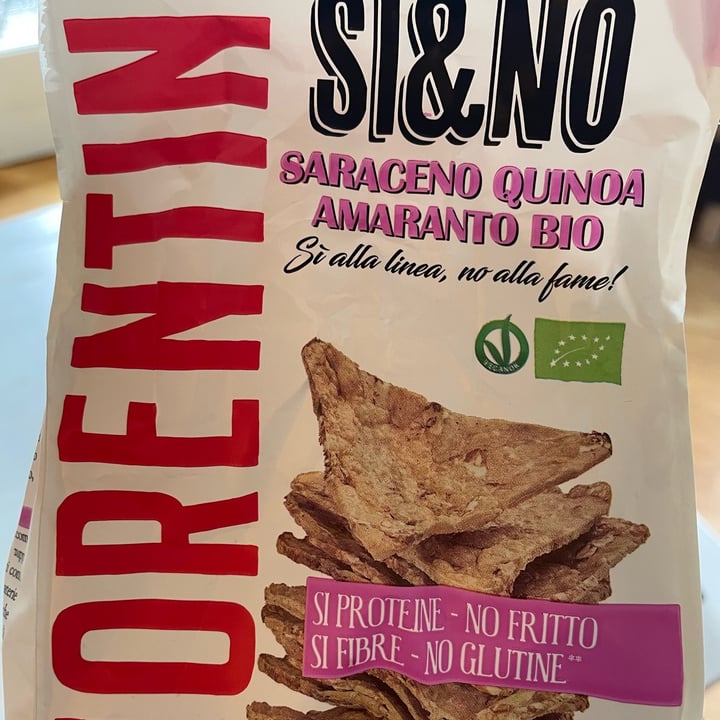 ORENTIN
SI&NO
SARACENO QUINOA
AMARANTO BIO
Sì alla linea, no alla fame!
VEGANOK
SI PROTEINE - NO FRITTO
SI FIBRE - NO GLUTINE**